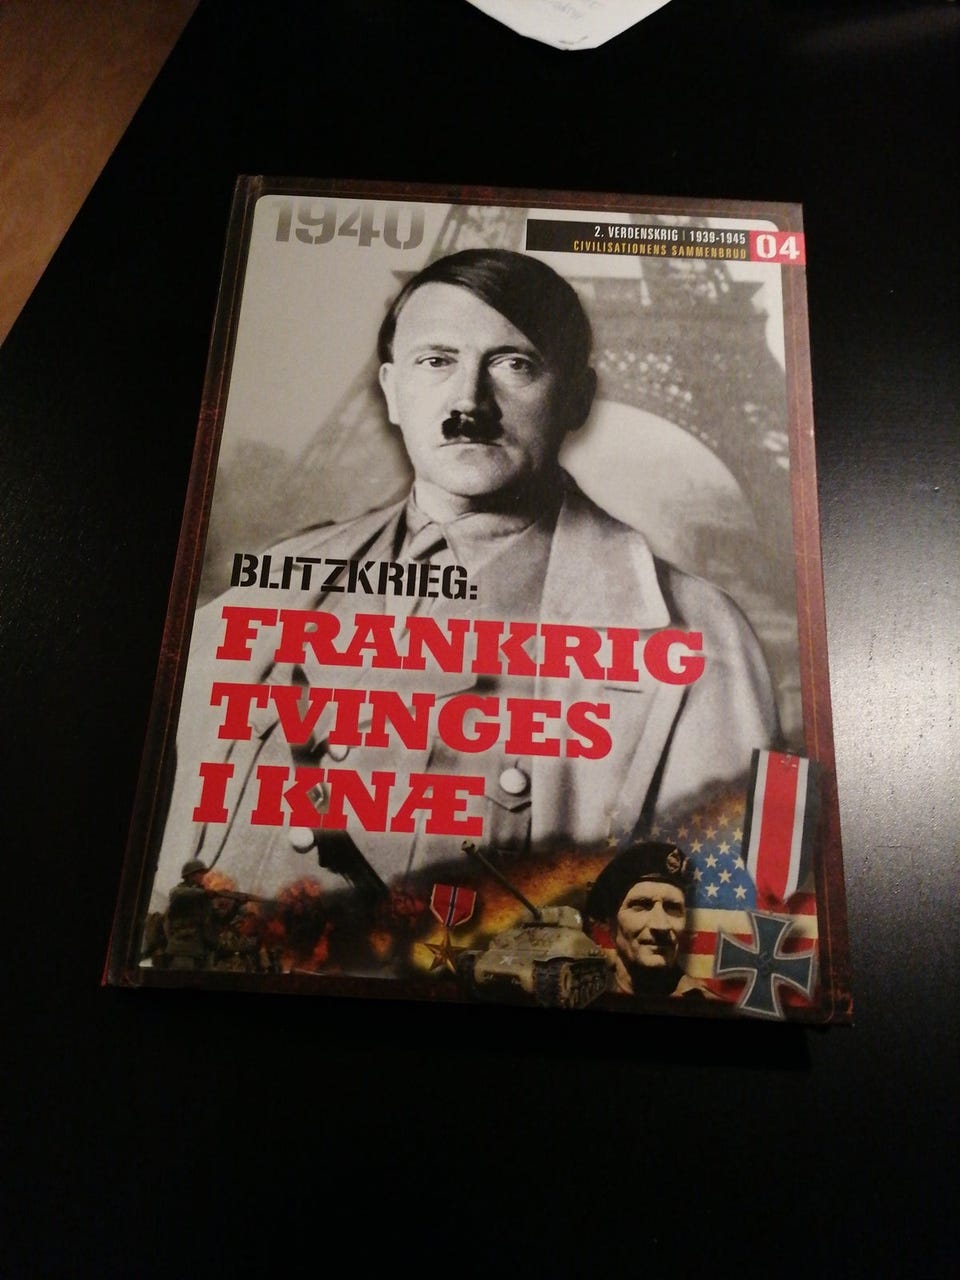 1940
2. VERDENSKRIG | 1939-1945
CIVILISATIONENS SAMMENBRUD
04
BLITZKRIEG:
FRANKRIG
TVINGES
I KNÆ